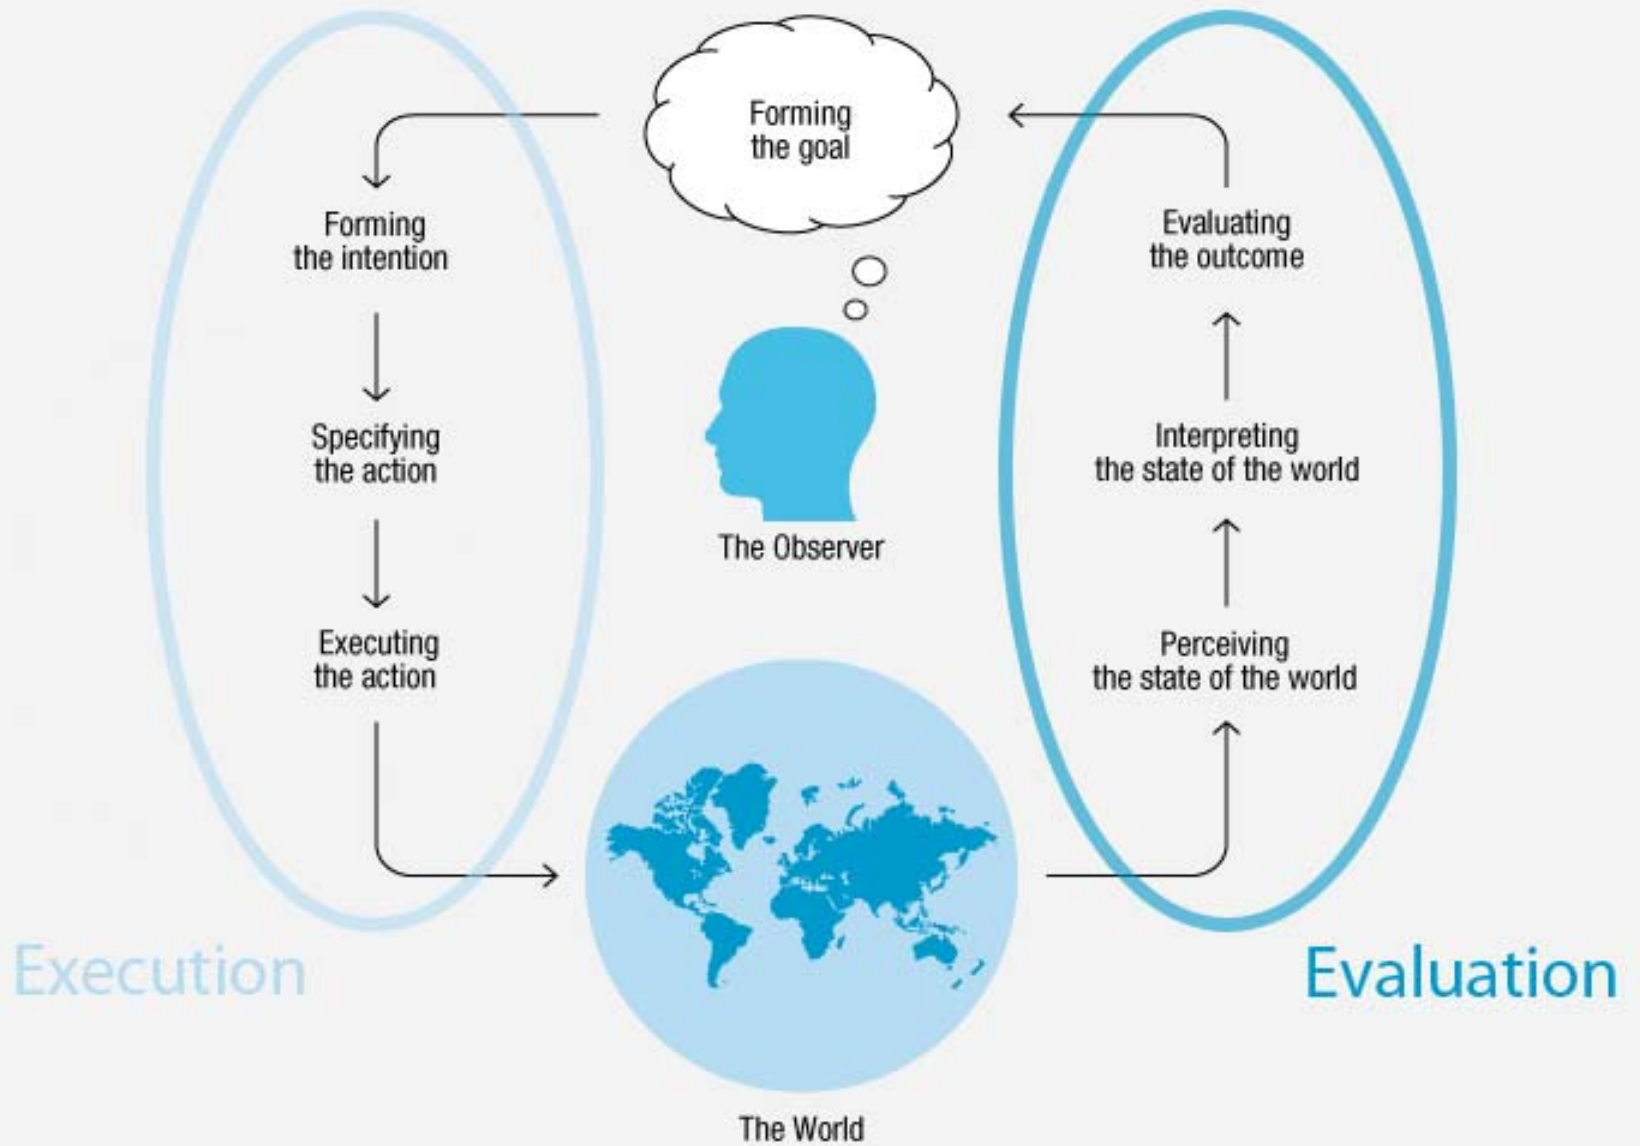 Forming
the goal
Forming
the intention
Specifying
the action
Executing
the action
Execution
The Observer
The World
Evaluating
the outcome
Interpreting
the state of the world
Perceiving
the state of the world
Evaluation